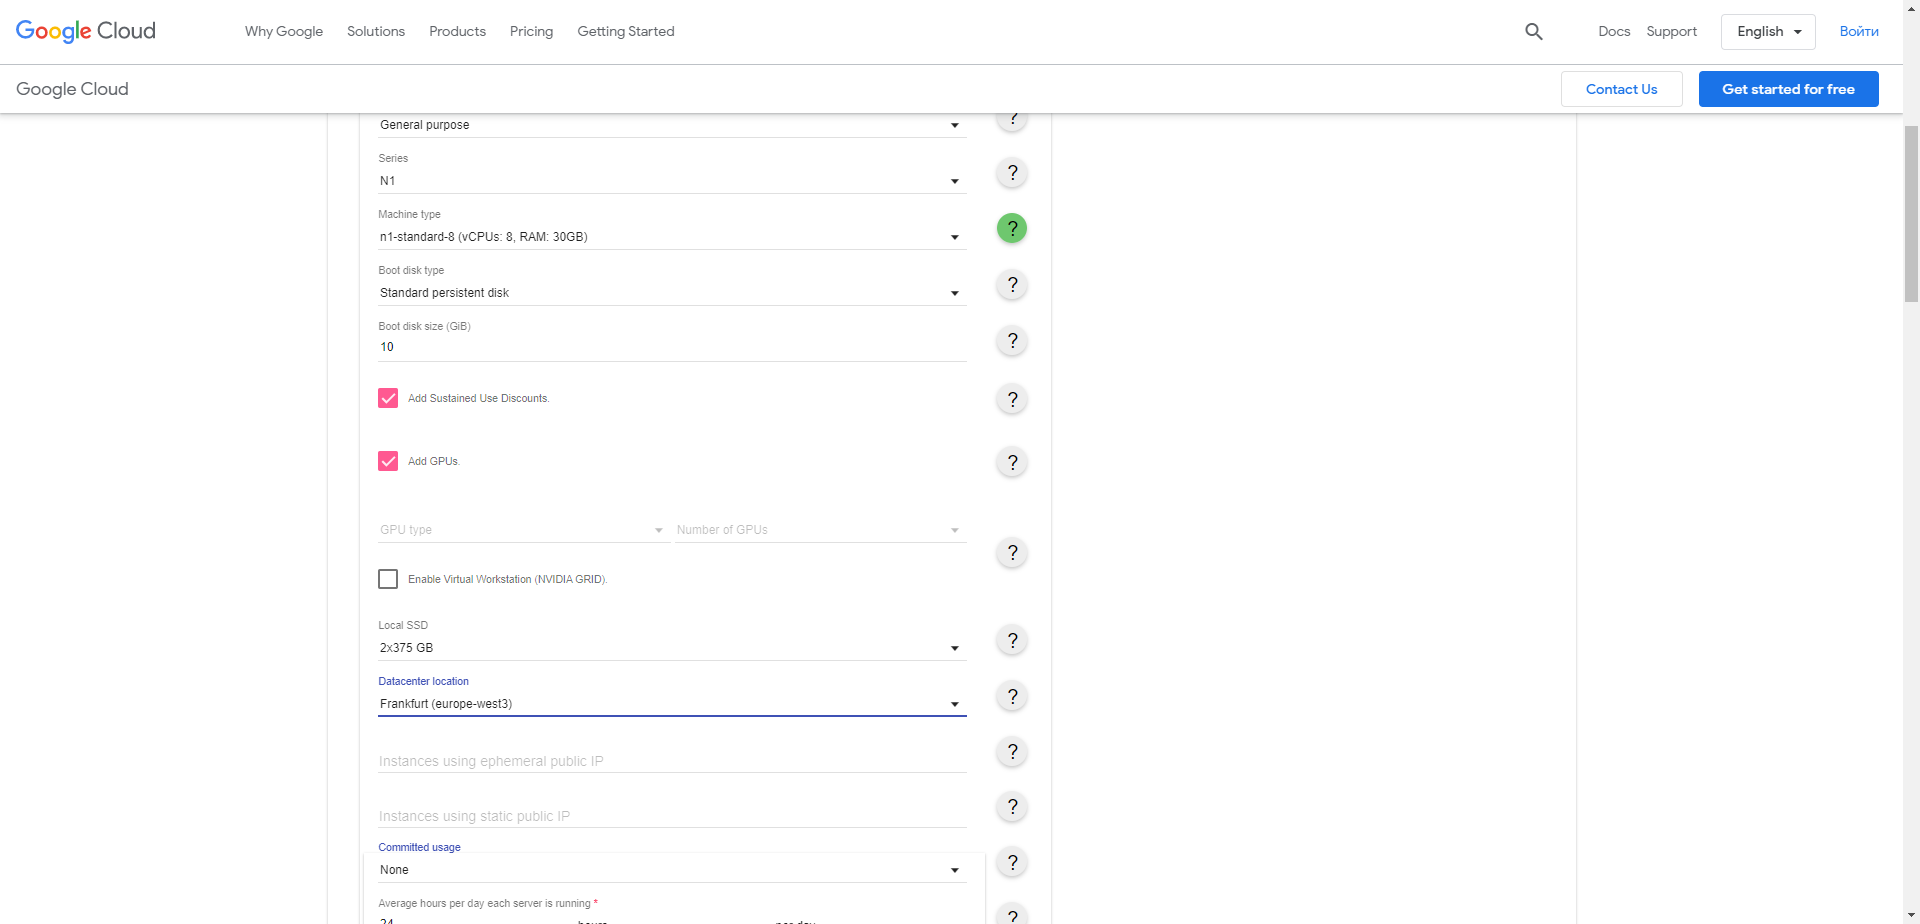 Google Cloud
Why Google
Solutions
Products
Pricing
Getting Started
Docs
Support
English
Войти
Google Cloud
Contact Us
Get started for free
General purpose
?
Series
N1
?
Machine type
n1-standard-8 (vCPUs: 8, RAM: 30GB)
?
Boot disk type
Standard persistent disk
?
Boot disk size (GiB)
10
?
Add Sustained Use Discounts.
?
Add GPUs.
?
GPU type
Number of GPUs
?
Enable Virtual Workstation (NVIDIA GRID).
Local SSD
2x375 GB
?
Datacenter location
Frankfurt (europe-west3)
?
Instances using ephemeral public IP
?
Instances using static public IP
?
Committed usage
None
?
Average hours per day each server is running *
24
hours
per day
?